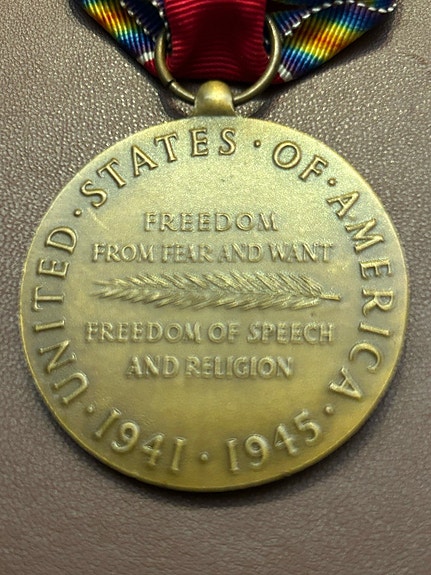 UNITED · STATES · OF · AMERICA
FREEDOM
FROM FEAR AND WANT
FREEDOM OF SPEECH
AND RELIGION
· 1941 · 1945 ·